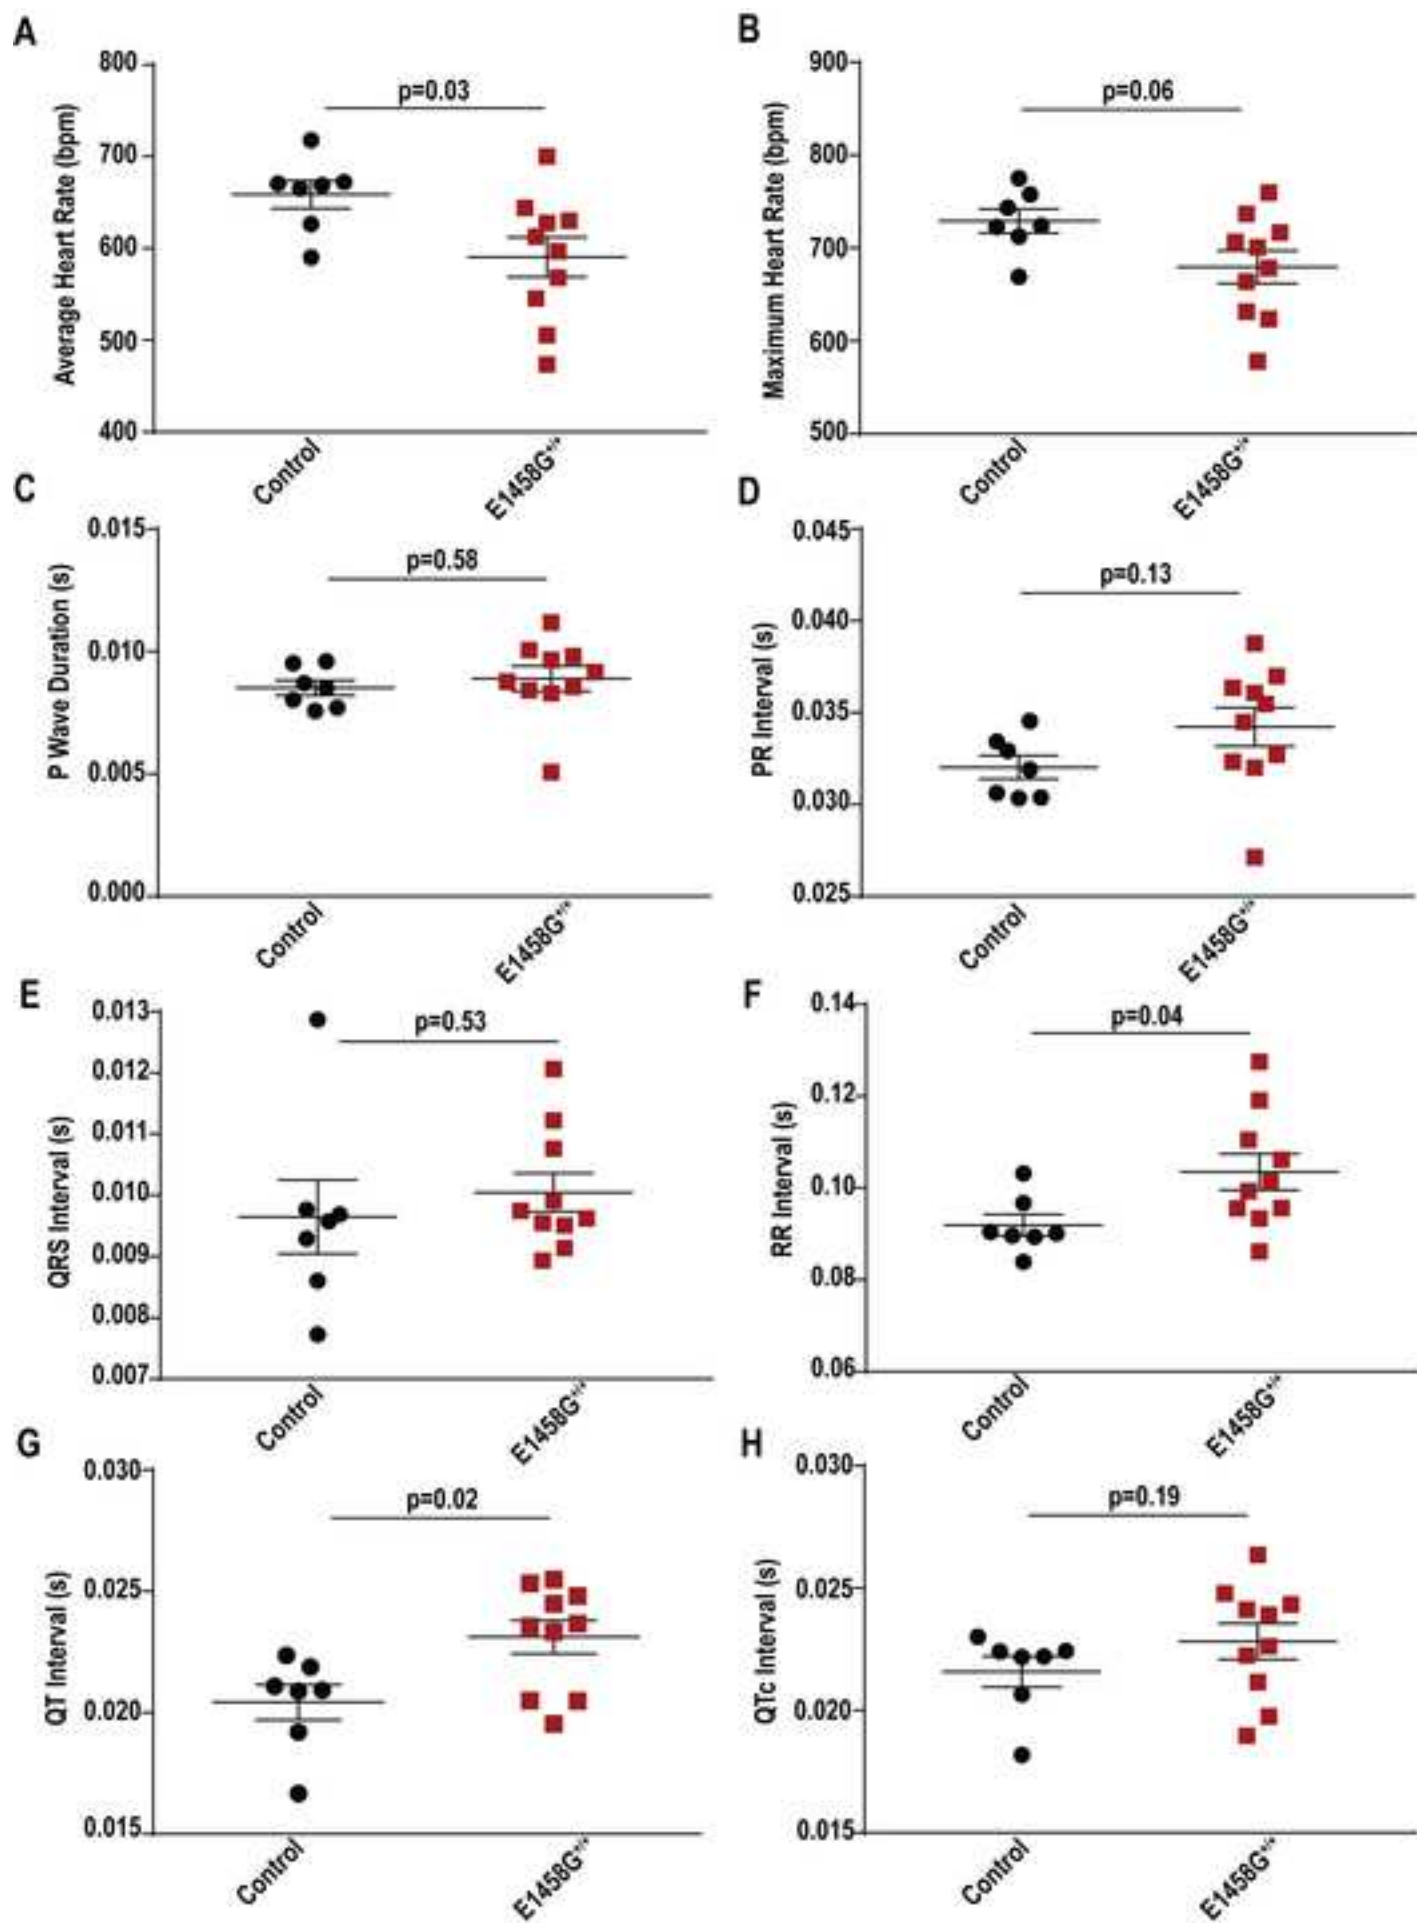 A
B
Average Heart Rate (bpm)
800
700
600
500
400
p=0.03
Control
E1458G+/+
Maximum Heart Rate (bpm)
900
800
700
600
500
p=0.06
Control
E1458G+/+
C
D
P Wave Duration (s)
0.015
0.010
0.005
0.000
p=0.58
Control
E1458G+/+
PR Interval (s)
0.045
0.040
0.035
0.030
0.025
p=0.13
Control
E1458G+/+
E
F
QRS Interval (s)
0.013
0.012
0.011
0.010
0.009
0.008
0.007
p=0.53
Control
E1458G+/+
RR Interval (s)
0.14
0.12
0.10
0.08
0.06
p=0.04
Control
E1458G+/+
G
H
QT Interval (s)
0.030
0.025
0.020
0.015
p=0.02
Control
E1458G+/+
QTc Interval (s)
0.030
0.025
0.020
0.015
p=0.19
Control
E1458G+/+